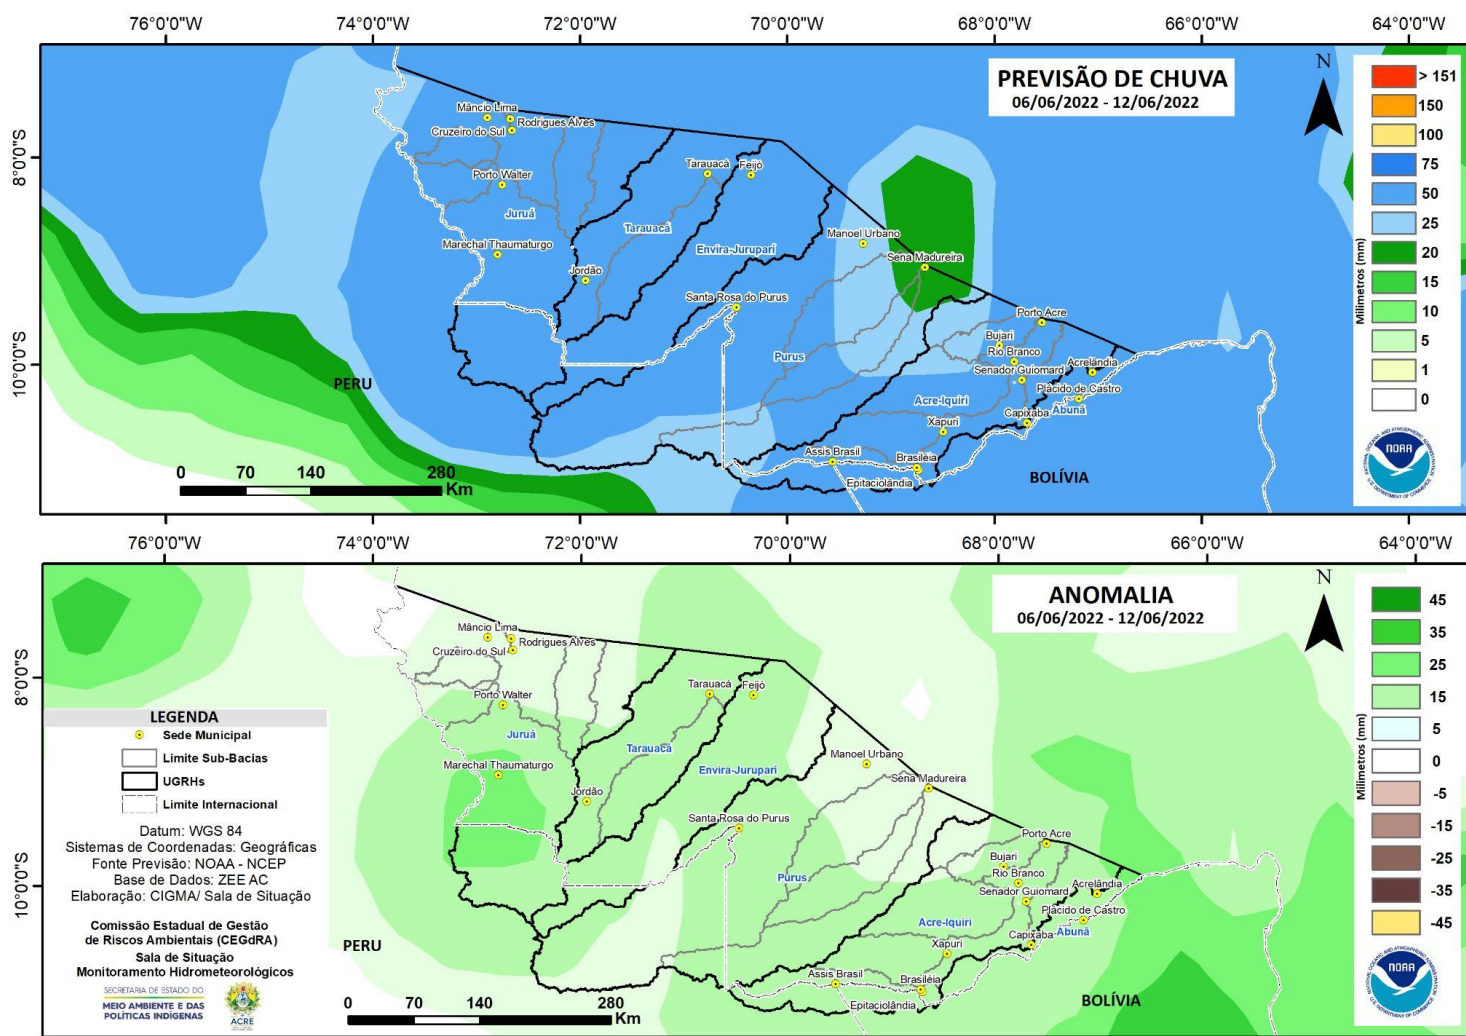 76°0'0"W 74°0'0"W 72°0'0"W 70°0'0"W 68°0'0"W 66°0'0"W 64°0'0"W
PREVISÃO DE CHUVA
06/06/2022 - 12/06/2022
N
8°0'0"S
10°0'0"S
Mâncio Lima
Rodrigues Alves
Cruzeiro do Sul
Porto Walter
Juruá
Marechal Thaumaturgo
Jordão
Tarauacá
Feijó
Tarauacá
Envira-Juruparí
Santa Rosa do Purus
Manoel Urbano
Sena Madureira
Purus
Porto Acre
Bujari
Rio Branco
Acrelândia
Senador Guiomard
Plácido de Castro
Acre-Iquiri
Abunã
Capixaba
Xapuri
Assis Brasil
Brasiléia
Epitaciolândia
PERU
BOLÍVIA
0 70 140 280
Km
Milimetros (mm)
> 151
150
100
75
50
25
20
15
10
5
1
0
NOAA
76°0'0"W 74°0'0"W 72°0'0"W 70°0'0"W 68°0'0"W 66°0'0"W 64°0'0"W
ANOMALIA
06/06/2022 - 12/06/2022
N
8°0'0"S
10°0'0"S
Mâncio Lima
Rodrigues Alves
Cruzeiro do Sul
Porto Walter
Juruá
Marechal Thaumaturgo
Jordão
Tarauacá
Feijó
Tarauacá
Envira-Juruparí
Santa Rosa do Purus
Manoel Urbano
Sena Madureira
Purus
Porto Acre
Bujari
Rio Branco
Acrelândia
Senador Guiomard
Plácido de Castro
Acre-Iquiri
Abunã
Capixaba
Xapuri
Assis Brasil
Brasiléia
Epitaciolândia
PERU
BOLÍVIA
0 70 140 280
Km
Milimetros (mm)
45
35
25
15
5
0
-5
-15
-25
-35
-45
NOAA
LEGENDA
Sede Municipal
Limite Sub-Bacias
UGRHs
Limite Internacional
Datum: WGS 84
Sistemas de Coordenadas: Geográficas
Fonte Previsão: NOAA - NCEP
Base de Dados: ZEE AC
Elaboração: CIGMA/ Sala de Situação
Comissão Estadual de Gestão
de Riscos Ambientais (CEGdRA)
Sala de Situação
Monitoramento Hidrometeorológicos
SECRETARIA DE ESTADO DO
MEIO AMBIENTE E DAS
POLÍTICAS INDÍGENAS
ACRE